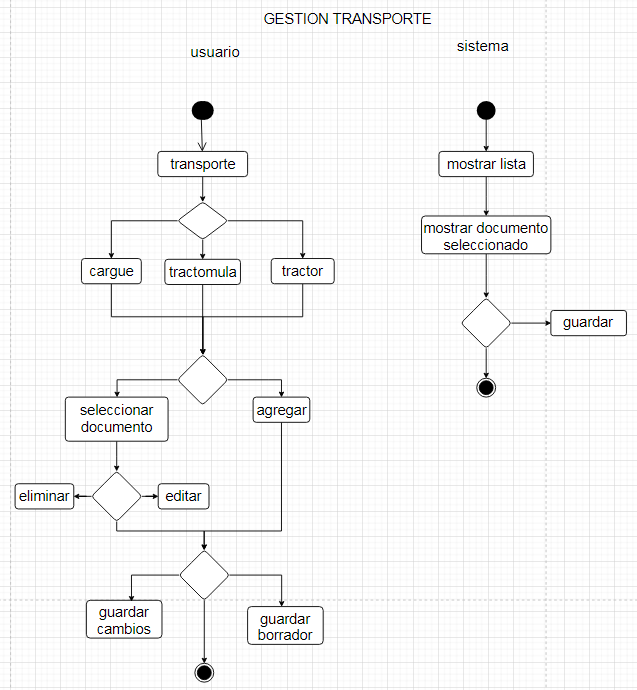 GESTION TRANSPORTE
usuario
sistema
transporte
mostrar lista
mostrar documento
seleccionado
cargue
tractomula
tractor
guardar
seleccionar
documento
agregar
eliminar
editar
guardar
cambios
guardar
borrador